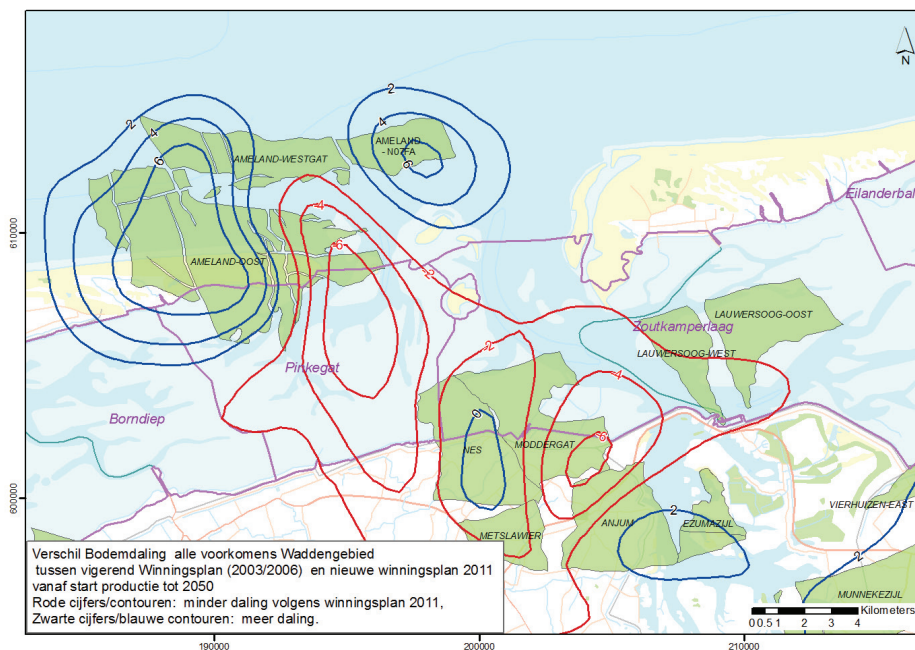 N
2
2
4
4
6
6
AMELAND
- N07FA
AMELAND-WESTGAT
Eilanderbal
610000
-4
-6
-2
AMELAND-OOST
LAUWERSOOG-OOST
Zoutkamperlaag
LAUWERSOOG-WEST
-2
Pinkegat
-4
Borndiep
0
-6
MODDERGAT
NES
600000
2
VIERHUIZEN-EAST
ANJUM
EZUMAZIJL
METSLAWIER
2
Verschil Bodemdaling alle voorkomens Waddengebied
tussen vigerend Winningsplan (2003/2006) en nieuwe winningsplan 2011
vanaf start productie tot 2050
Rode cijfers/contouren: minder daling volgens winningsplan 2011,
Zwarte cijfers/blauwe contouren: meer daling.
MUNNEKEZIJL
Kilometers
0 0.5 1 2 3 4
190000
200000
210000